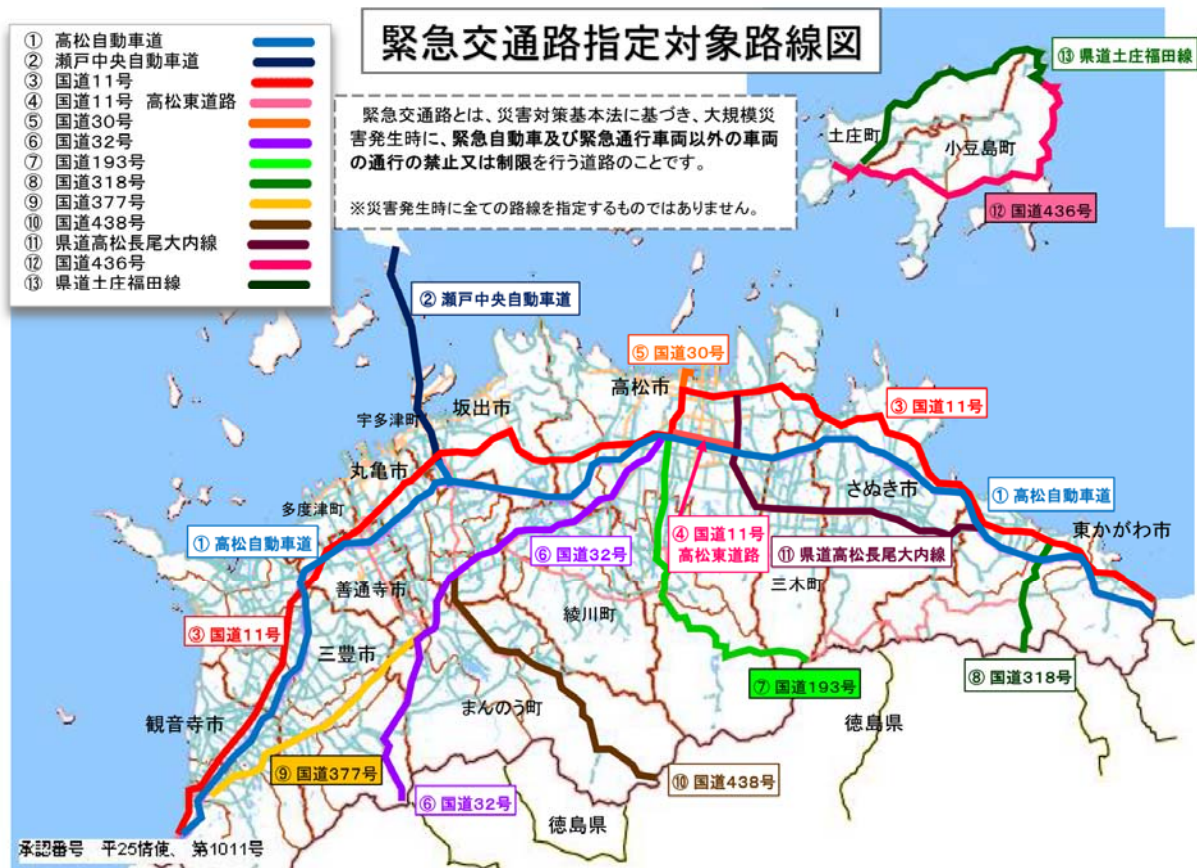 緊急交通路指定対象路線図
① 高松自動車道
② 瀬戸中央自動車道
③ 国道11号
④ 国道11号 高松東道路
⑤ 国道30号
⑥ 国道32号
⑦ 国道193号
⑧ 国道318号
⑨ 国道377号
⑩ 国道438号
⑪ 県道高松長尾大内線
⑫ 国道436号
⑬ 県道土庄福田線
緊急交通路とは、災害対策基本法に基づき、大規模災
害発生時に、緊急自動車及び緊急通行車両以外の車両
の通行の禁止又は制限を行う道路のことです。
※災害発生時に全ての路線を指定するものではありません。
⑬ 県道土庄福田線
土庄町
小豆島町
⑫ 国道436号
② 瀬戸中央自動車道
⑤ 国道30号
高松市
③ 国道11号
坂出市
宇多津町
丸亀市
さぬき市
① 高松自動車道
多度津町
東かがわ市
① 高松自動車道
⑥ 国道32号
④ 国道11号
高松東道路
⑪ 県道高松長尾大内線
三木町
善通寺市
綾川町
③ 国道11号
三豊市
⑦ 国道193号
⑧ 国道318号
まんのう町
観音寺市
徳島県
⑨ 国道377号
⑩ 国道438号
⑥ 国道32号
徳島県
承認番号 平25情使、 第1011号